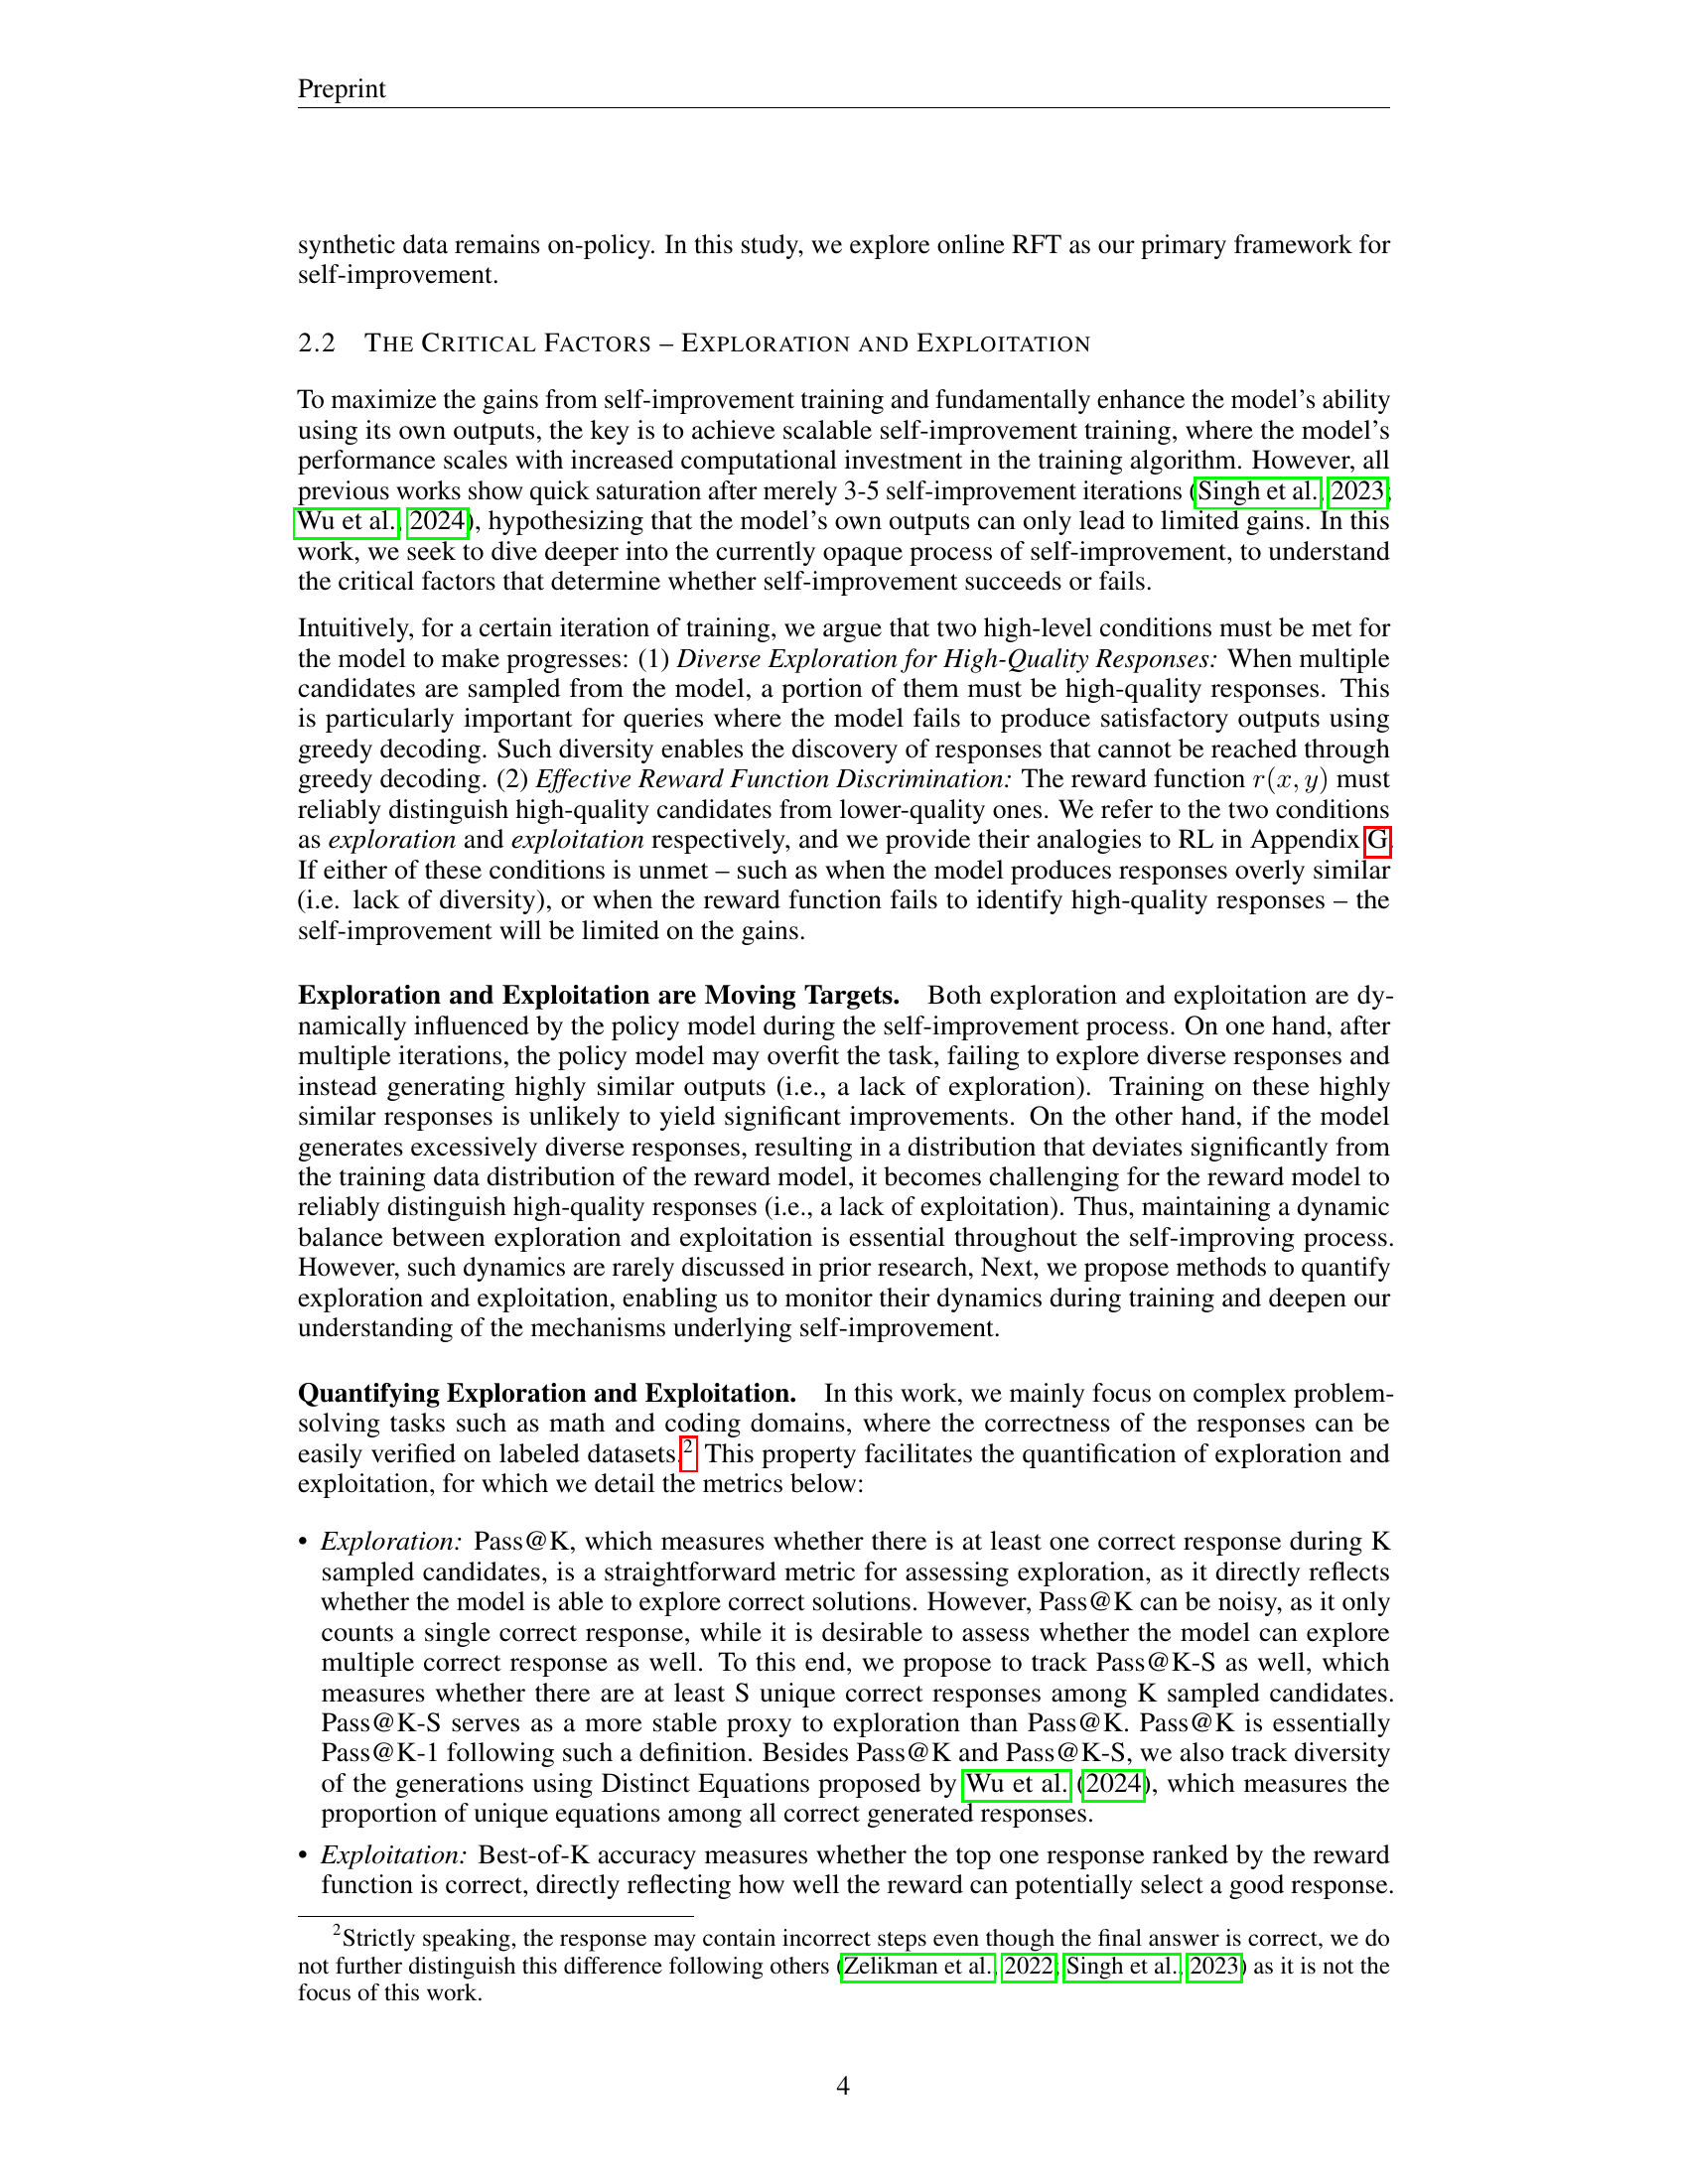 Preprint
synthetic data remains on-policy. In this study, we explore online RFT as our primary framework for
self-improvement.
2.2 THE CRITICAL FACTORS – EXPLORATION AND EXPLOITATION
To maximize the gains from self-improvement training and fundamentally enhance the model's ability
using its own outputs, the key is to achieve scalable self-improvement training, where the model's
performance scales with increased computational investment in the training algorithm. However, all
previous works show quick saturation after merely 3-5 self-improvement iterations (Singh et al., 2023;
Wu et al., 2024), hypothesizing that the model's own outputs can only lead to limited gains. In this
work, we seek to dive deeper into the currently opaque process of self-improvement, to understand
the critical factors that determine whether self-improvement succeeds or fails.
Intuitively, for a certain iteration of training, we argue that two high-level conditions must be met for
the model to make progresses: (1) Diverse Exploration for High-Quality Responses: When multiple
candidates are sampled from the model, a portion of them must be high-quality responses. This
is particularly important for queries where the model fails to produce satisfactory outputs using
greedy decoding. Such diversity enables the discovery of responses that cannot be reached through
greedy decoding. (2) Effective Reward Function Discrimination: The reward function r(x, y) must
reliably distinguish high-quality candidates from lower-quality ones. We refer to the two conditions
as exploration and exploitation respectively, and we provide their analogies to RL in Appendix G.
If either of these conditions is unmet – such as when the model produces responses overly similar
(i.e. lack of diversity), or when the reward function fails to identify high-quality responses – the
self-improvement will be limited on the gains.
Exploration and Exploitation are Moving Targets. Both exploration and exploitation are dy-
namically influenced by the policy model during the self-improvement process. On one hand, after
multiple iterations, the policy model may overfit the task, failing to explore diverse responses and
instead generating highly similar outputs (i.e., a lack of exploration). Training on these highly
similar responses is unlikely to yield significant improvements. On the other hand, if the model
generates excessively diverse responses, resulting in a distribution that deviates significantly from
the training data distribution of the reward model, it becomes challenging for the reward model to
reliably distinguish high-quality responses (i.e., a lack of exploitation). Thus, maintaining a dynamic
balance between exploration and exploitation is essential throughout the self-improving process.
However, such dynamics are rarely discussed in prior research, Next, we propose methods to quantify
exploration and exploitation, enabling us to monitor their dynamics during training and deepen our
understanding of the mechanisms underlying self-improvement.
Quantifying Exploration and Exploitation. In this work, we mainly focus on complex problem-
solving tasks such as math and coding domains, where the correctness of the responses can be
easily verified on labeled datasets.2 This property facilitates the quantification of exploration and
exploitation, for which we detail the metrics below:
• Exploration: Pass@K, which measures whether there is at least one correct response during K
sampled candidates, is a straightforward metric for assessing exploration, as it directly reflects
whether the model is able to explore correct solutions. However, Pass@K can be noisy, as it only
counts a single correct response, while it is desirable to assess whether the model can explore
multiple correct response as well. To this end, we propose to track Pass@K-S as well, which
measures whether there are at least S unique correct responses among K sampled candidates.
Pass@K-S serves as a more stable proxy to exploration than Pass@K. Pass@K is essentially
Pass@K-1 following such a definition. Besides Pass@K and Pass@K-S, we also track diversity
of the generations using Distinct Equations proposed by Wu et al. (2024), which measures the
proportion of unique equations among all correct generated responses.
• Exploitation: Best-of-K accuracy measures whether the top one response ranked by the reward
function is correct, directly reflecting how well the reward can potentially select a good response.
2Strictly speaking, the response may contain incorrect steps even though the final answer is correct, we do
not further distinguish this difference following others (Zelikman et al., 2022; Singh et al., 2023) as it is not the
focus of this work.
4